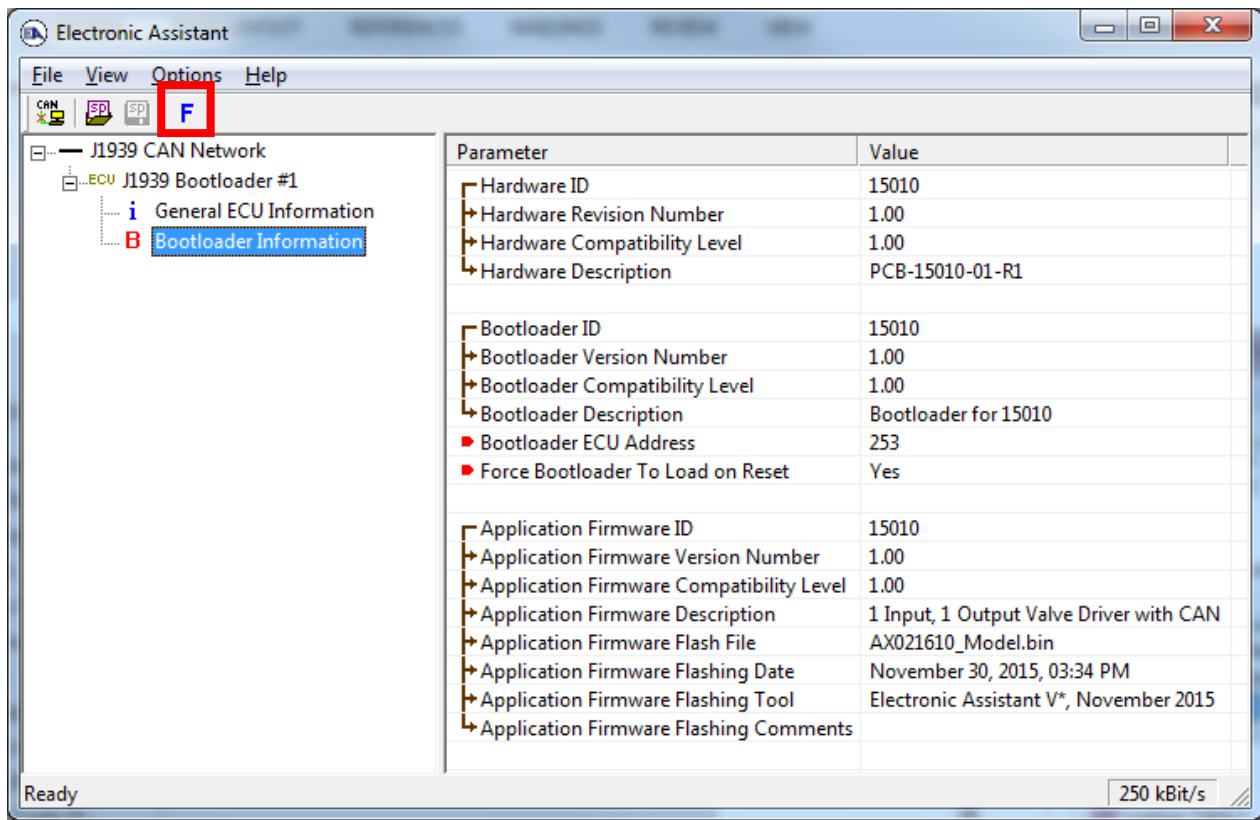 Electronic Assistant
File View Options Help
CAN SP SP F
J1939 CAN Network
ECU J1939 Bootloader #1
i General ECU Information
B Bootloader Information
Parameter Value
Hardware ID 15010
Hardware Revision Number 1.00
Hardware Compatibility Level 1.00
Hardware Description PCB-15010-01-R1
Bootloader ID 15010
Bootloader Version Number 1.00
Bootloader Compatibility Level 1.00
Bootloader Description Bootloader for 15010
Bootloader ECU Address 253
Force Bootloader To Load on Reset Yes
Application Firmware ID 15010
Application Firmware Version Number 1.00
Application Firmware Compatibility Level 1.00
Application Firmware Description 1 Input, 1 Output Valve Driver with CAN
Application Firmware Flash File AX021610_Model.bin
Application Firmware Flashing Date November 30, 2015, 03:34 PM
Application Firmware Flashing Tool Electronic Assistant V*, November 2015
Application Firmware Flashing Comments
Ready 250 kBit/s